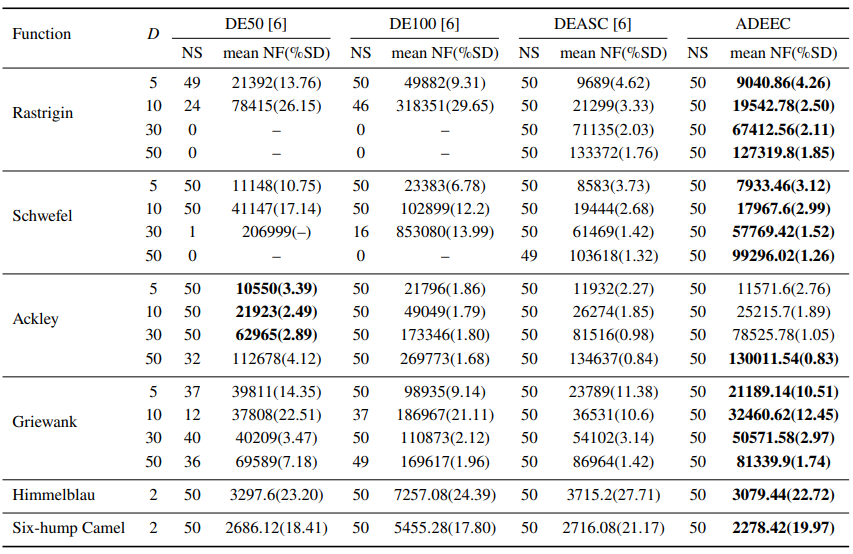 Function D DE50 [6] DE100 [6] DEASC [6] ADEEC
NS mean NF(%SD) NS mean NF(%SD) NS mean NF(%SD) NS mean NF(%SD)
Rastrigin 5 49 21392(13.76) 50 49882(9.31) 50 9689(4.62) 50 9040.86(4.26)
10 24 78415(26.15) 46 318351(29.65) 50 21299(3.33) 50 19542.78(2.50)
30 0 – 0 – 50 71135(2.03) 50 67412.56(2.11)
50 0 – 0 – 50 133372(1.76) 50 127319.8(1.85)
Schwefel 5 50 11148(10.75) 50 23383(6.78) 50 8583(3.73) 50 7933.46(3.12)
10 50 41147(17.14) 50 102899(12.2) 50 19444(2.68) 50 17967.6(2.99)
30 1 206999(–) 16 853080(13.99) 50 61469(1.42) 50 57769.42(1.52)
50 0 – 0 – 49 103618(1.32) 50 99296.02(1.26)
Ackley 5 50 10550(3.39) 50 21796(1.86) 50 11932(2.27) 50 11571.6(2.76)
10 50 21923(2.49) 50 49049(1.79) 50 26274(1.85) 50 25215.7(1.89)
30 50 62965(2.89) 50 173346(1.80) 50 81516(0.98) 50 78525.78(1.05)
50 32 112678(4.12) 50 269773(1.68) 50 134637(0.84) 50 130011.54(0.83)
Griewank 5 37 39811(14.35) 50 98935(9.14) 50 23789(11.38) 50 21189.14(10.51)
10 12 37808(22.51) 37 186967(21.11) 50 36531(10.6) 50 32460.62(12.45)
30 40 40209(3.47) 50 110873(2.12) 50 54102(3.14) 50 50571.58(2.97)
50 36 69589(7.18) 49 169617(1.96) 50 86964(1.42) 50 81339.9(1.74)
Himmelblau 2 50 3297.6(23.20) 50 7257.08(24.39) 50 3715.2(27.71) 50 3079.44(22.72)
Six-hump Camel 2 50 2686.12(18.41) 50 5455.28(17.80) 50 2716.08(21.17) 50 2278.42(19.97)